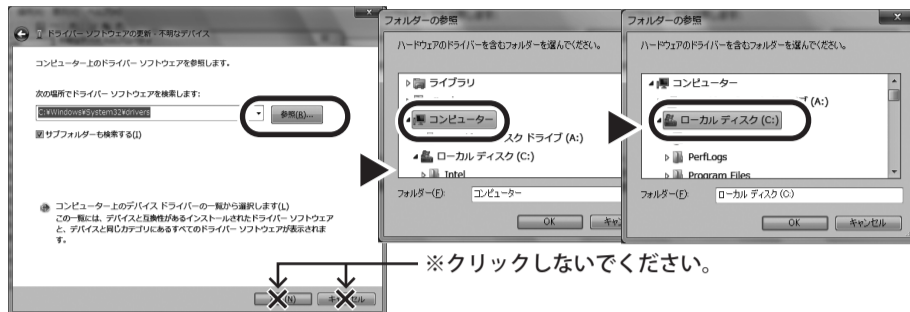 ドライバー ソフトウェアの更新 - 不明なデバイス
コンピューター上のドライバー ソフトウェアを参照します。
次の場所でドライバー ソフトウェアを検索します:
C:¥Windows¥System32¥drivers
参照(R)...
サブフォルダーも検索する(I)
コンピューター上のデバイス ドライバーの一覧から選択します(L)
この一覧には、デバイスと互換性があるインストールされたドライバー ソフトウェア
と、デバイスと同じカテゴリにあるすべてのドライバー ソフトウェアが表示されま
す。
(N)
フォルダーの参照
ハードウェアのドライバーを含むフォルダーを選んでください。
ライブラリ
コンピューター
スク ドライブ (A:)
ローカル ディスク (C:)
Intel
フォルダー(F):
コンピューター
OK
フォルダーの参照
ハードウェアのドライバーを含むフォルダーを選んでください。
コンピューター
(A:)
ローカル ディスク (C:)
PerfLogs
Program Files
フォルダー(F):
ローカル ディスク (C:)
OK
キャンセル
※クリックしないでください。